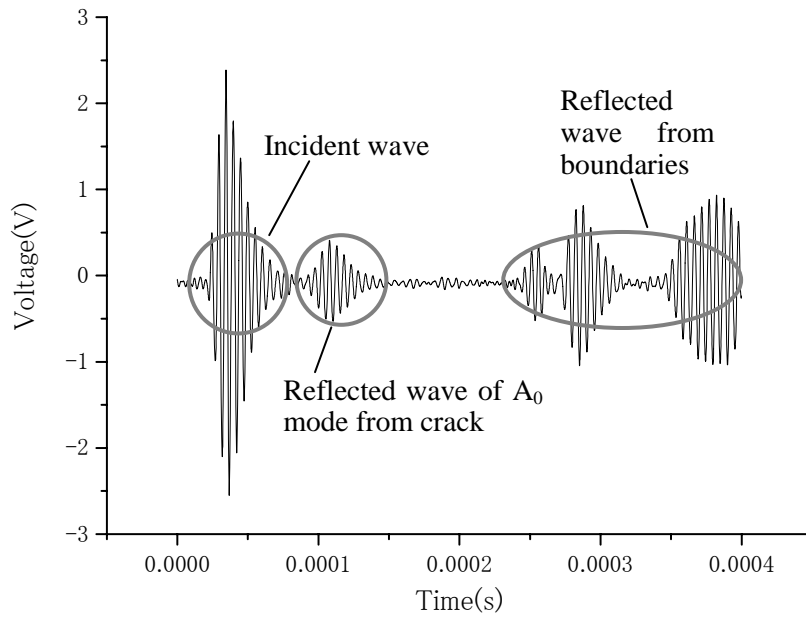 3
2
1
0
-1
-2
-3
Voltage(V)
Incident wave
Reflected
wave from
boundaries
Reflected wave of A₀
mode from crack
0.0000 0.0001 0.0002 0.0003 0.0004
Time(s)